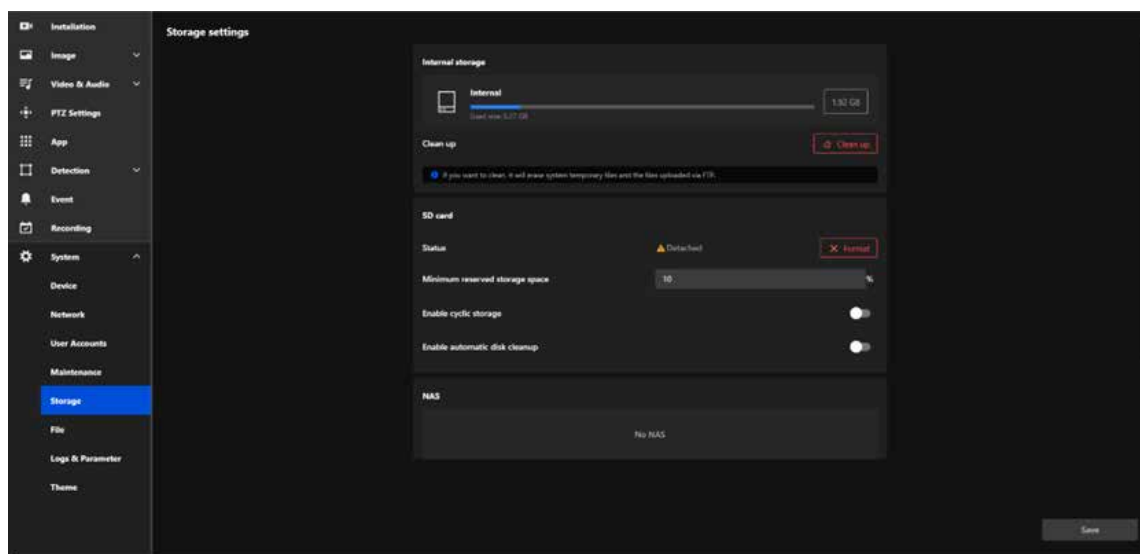 Installation
Image
Video & Audio
PTZ Settings
App
Detection
Event
Recording
System
Device
Network
User Accounts
Maintenance
Storage
File
Logs & Parameter
Theme
Storage settings
Internal storage
Internal
GB
Clean up
Clean up
If you want to clean, it will erase system temporary files and the files uploaded via FTP.
SD card
Status
Detached
Format
Minimum reserved storage space
10
%
Enable cyclic storage
Enable automatic disk cleanup
NAS
No NAS
Save